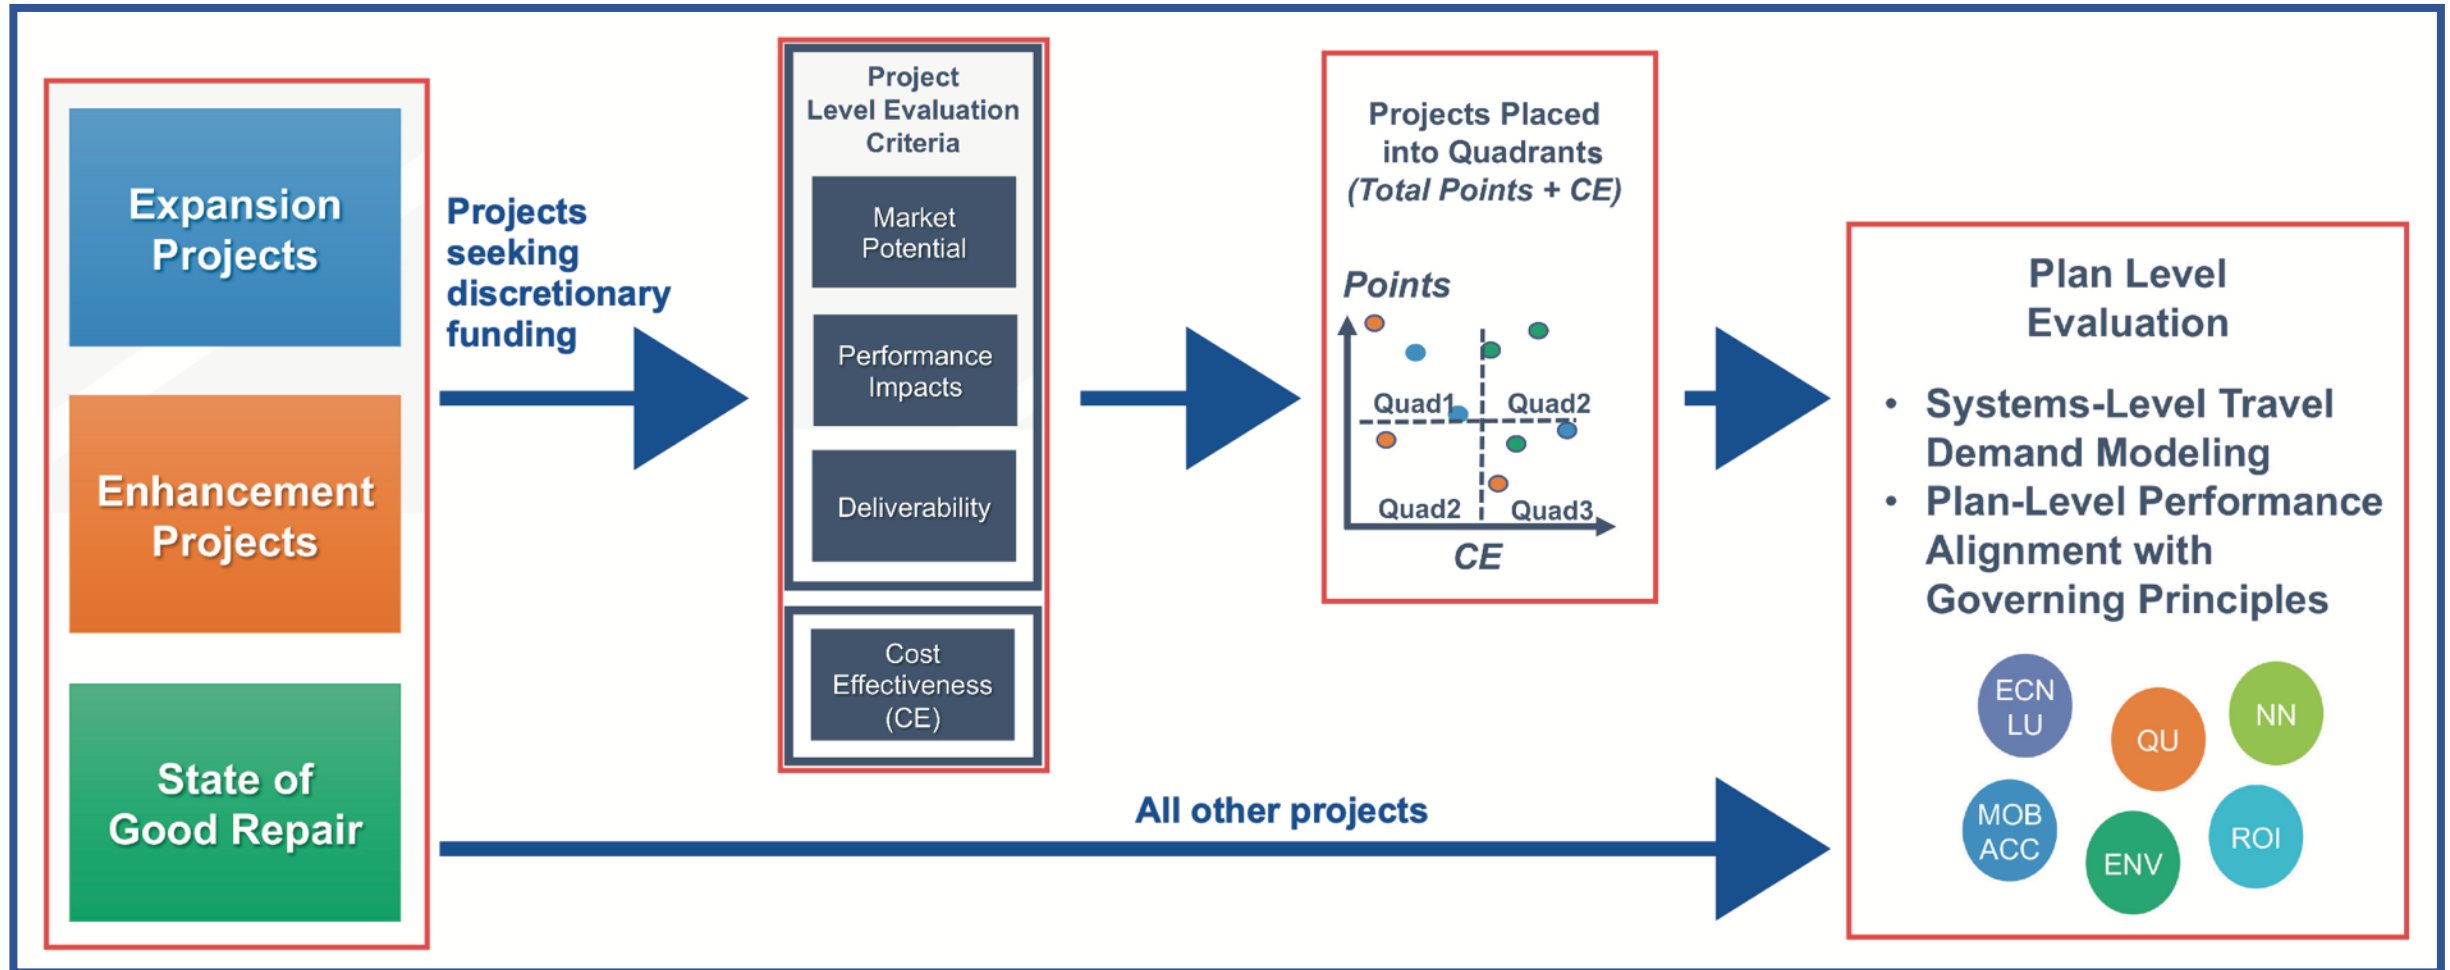 Expansion
Projects
Enhancement
Projects
State of
Good Repair
Projects
seeking
discretionary
funding
Project
Level Evaluation
Criteria
Market
Potential
Performance
Impacts
Deliverability
Cost
Effectiveness
(CE)
Projects Placed
into Quadrants
(Total Points + CE)
Points
Quad1
Quad2
Quad2
Quad3
CE
All other projects
Plan Level
Evaluation
• Systems-Level Travel
Demand Modeling
• Plan-Level Performance
Alignment with
Governing Principles
ECN
LU
QU
NN
MOB
ACC
ENV
ROI